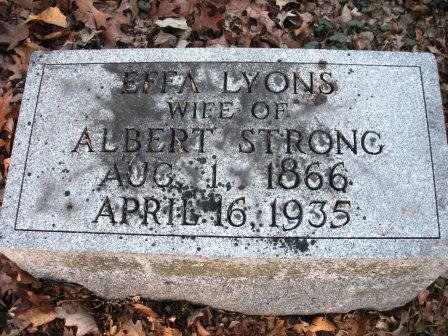 EFFA LYONS
WIFE OF
ALBERT STRONG
AUG. 1, 1866
APRIL 16, 1935